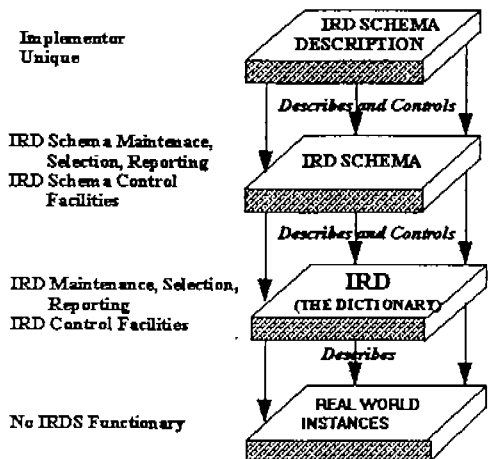 Implementor
Unique
IRD SCHEMA
DESCRIPTION
Describes and Controls
IRD Schema Maintenace,
Selection, Reporting
IRD Schema Control
Facilities
IRD SCHEMA
Describes and Controls
IRD Maintenance, Selection,
Reporting
IRD Control Facilities
IRD
(THE DICTIONARY)
Describes
No IRDS Functionary
REAL WORLD
INSTANCES